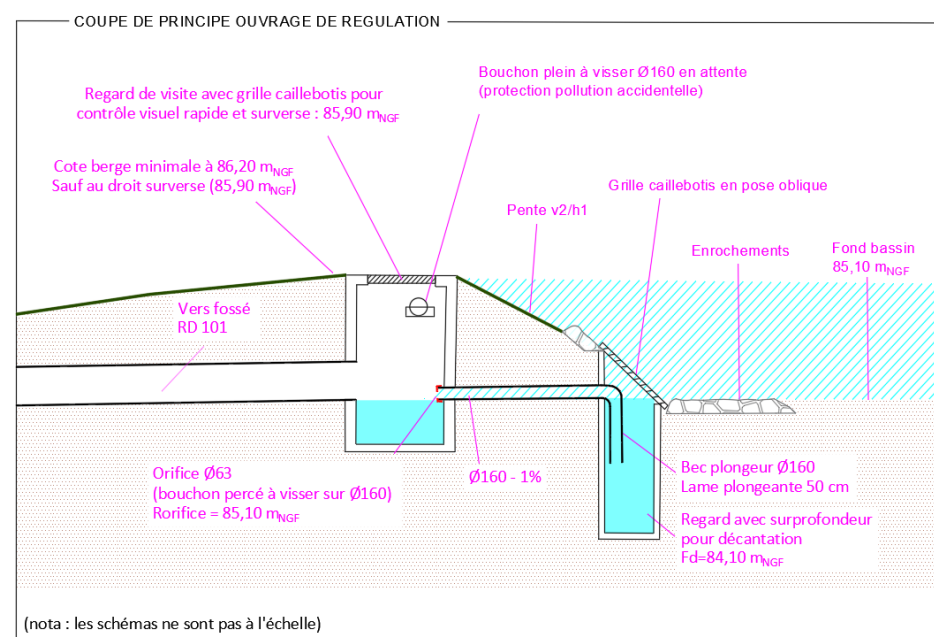 COUPE DE PRINCIPE OUVRAGE DE REGULATION
Bouchon plein à visser Ø160 en attente
(protection pollution accidentelle)
Regard de visite avec grille caillebotis pour
contrôle visuel rapide et surverse : 85,90 mNGF
Cote berge minimale à 86,20 mNGF
Sauf au droit surverse (85,90 mNGF)
Grille caillebotis en pose oblique
Pente v2/h1
Enrochements
Fond bassin
85,10 mNGF
Vers fossé
RD 101
Orifice Ø63
(bouchon percé à visser sur Ø160)
Rorifice = 85,10 mNGF
Ø160 - 1%
Bec plongeur Ø160
Lame plongeante 50 cm
Regard avec surprofondeur
pour décantation
Fd=84,10 mNGF
(nota : les schémas ne sont pas à l'échelle)